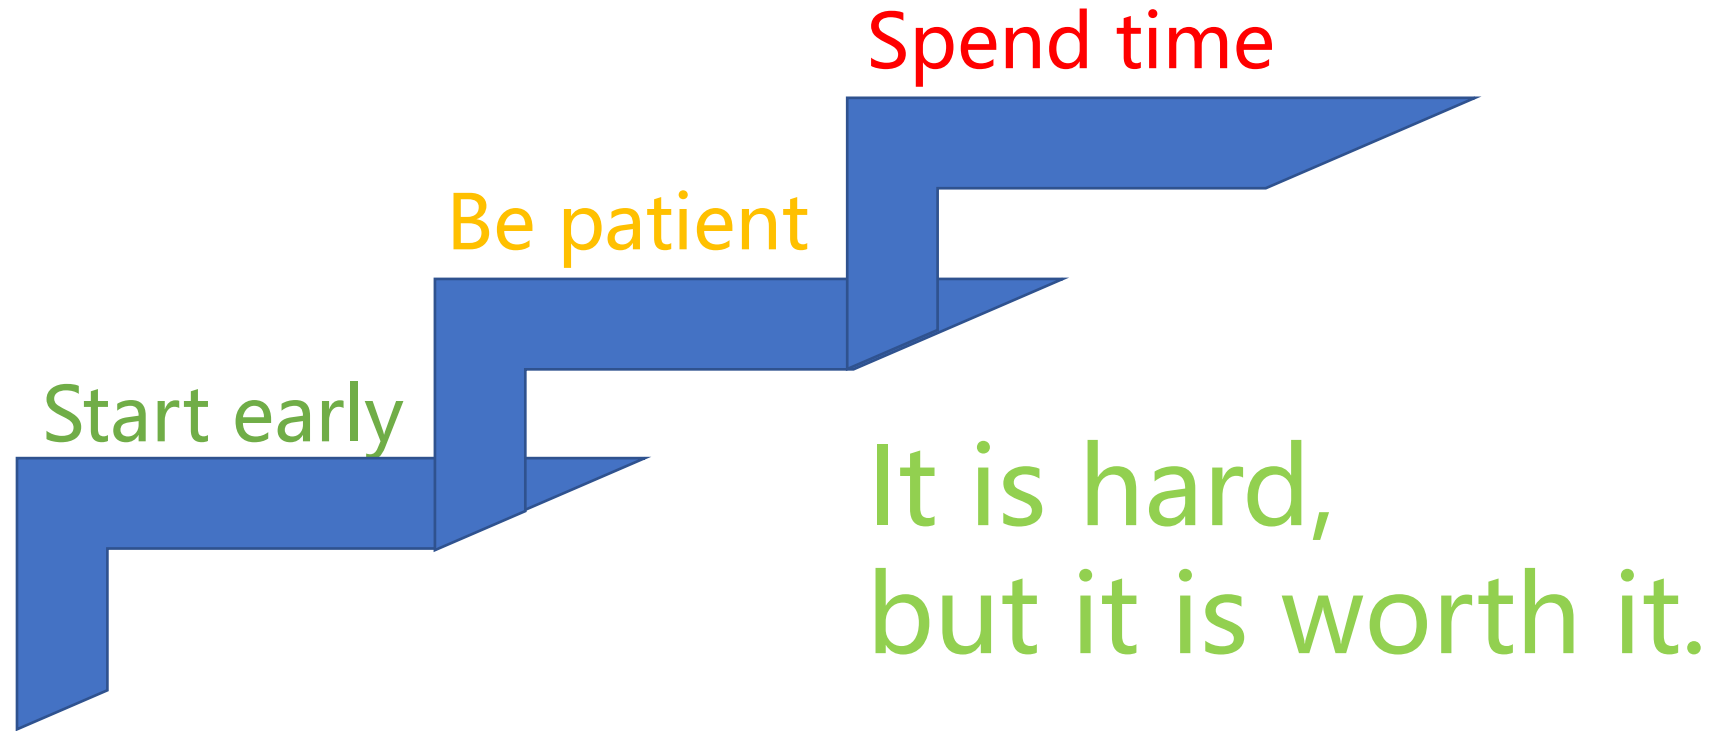 Spend time
Be patient
Start early
It is hard,
but it is worth it.